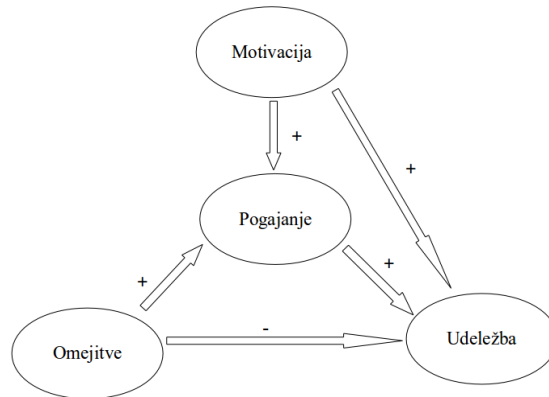 Motivacija
+
+
Pogajanje
+
+
-
Omejitve
Udeležba